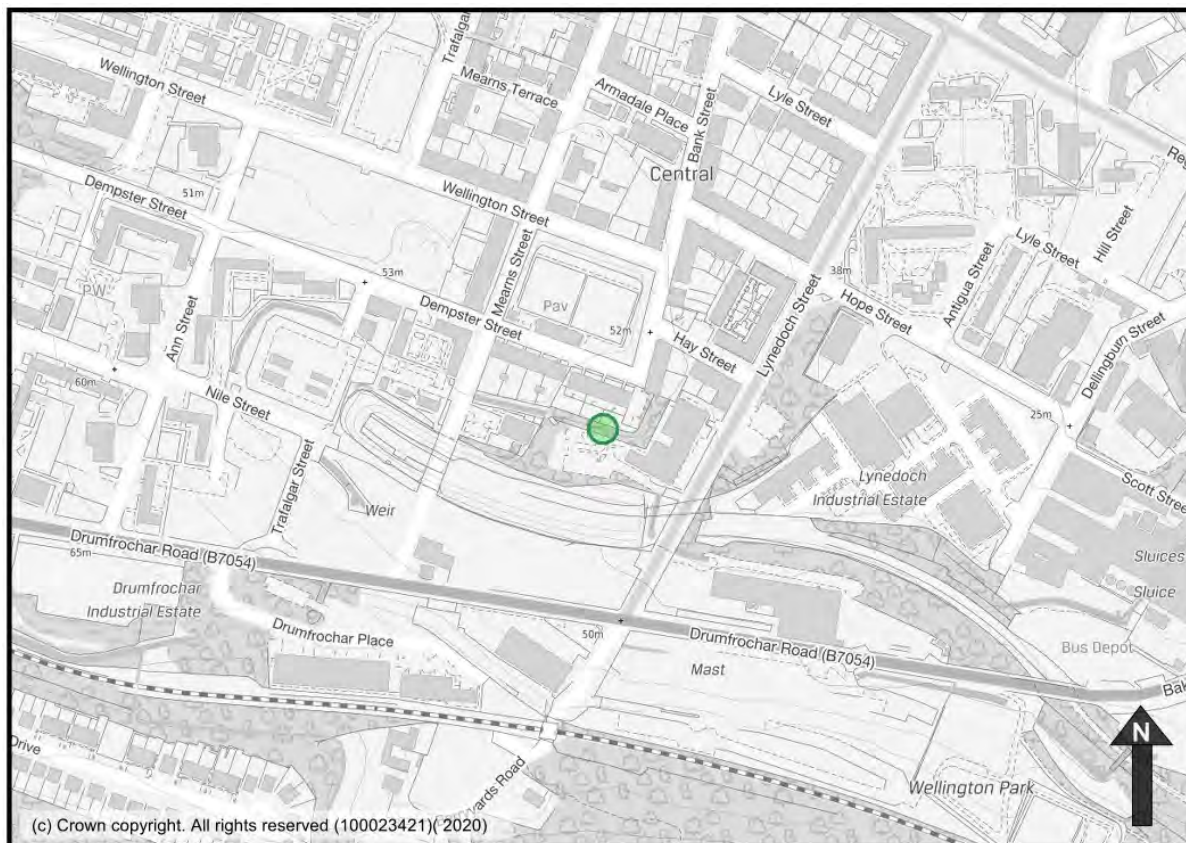 Trafalgar
Wellington Street
Mearns Terrace
Armadale Place
Bank Street
Lyle Street
Central
Reg
Dempster Street
51m
Wellington Street
Mearns Street
53m
Dempster Street
Pav
52m
Hay Street
Lynedoch Street
38m
Hope Street
Antigua Street
Lyle Street
Hill Street
Dellingburn Street
PW
Ann Street
60m
Nile Street
25m
Scott Stree
Trafalgar Street
Weir
Lynedoch
Industrial Estate
Sluices
Sluice
Drumfrochar Road (B7054)
65m
Drumfrochar
Industrial Estate
Drumfrochar Place
50m
Drumfrochar Road (B7054)
Mast
Bus Depot
Bak
Drive
yards Road
Wellington Park
N
(c) Crown copyright. All rights reserved (100023421)( 2020)